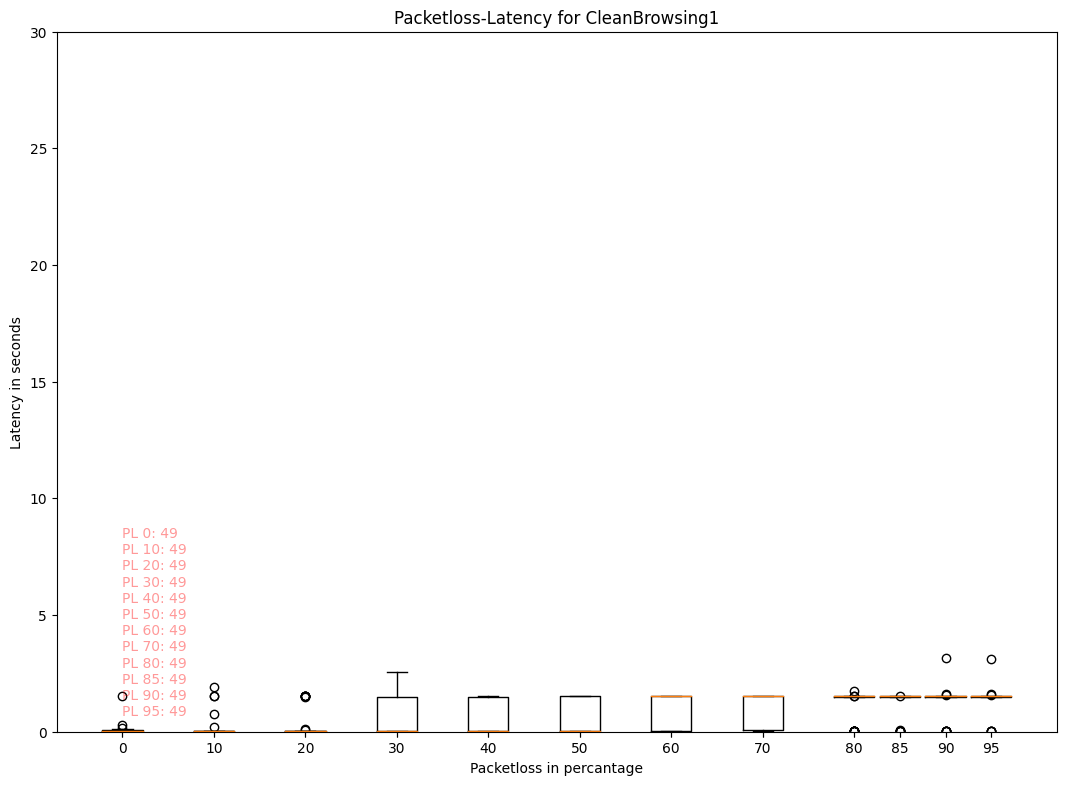 Packetloss-Latency for CleanBrowsing1
30
25
20
15
10
5
0
Latency in seconds
PL 0: 49
PL 10: 49
PL 20: 49
PL 30: 49
PL 40: 49
PL 50: 49
PL 60: 49
PL 70: 49
PL 80: 49
PL 85: 49
PL 90: 49
PL 95: 49
0 10 20 30 40 50 60 70 80 85 90 95
Packetloss in percantage